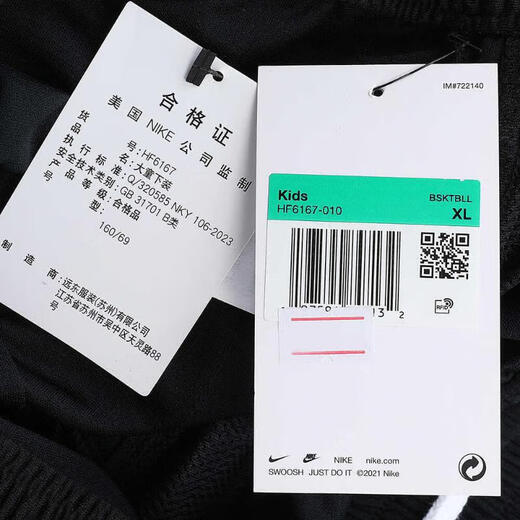 合格证
美国 NIKE 公司监制
货号:HF6167
品名:大童下装
执行标准:Q/320585 NKY 106-2023
安全技术类别:GB 31701 B类
合格品
号型:160/69
制造商:远东服装(苏州)有限公司
江苏省苏州市吴中区天灵路88号
IM#722140
Kids
BSKTBLL
HF6167-010
XL
RFID
NIKE
nike.com
SWOOSH JUST DO IT ©2021 Nike